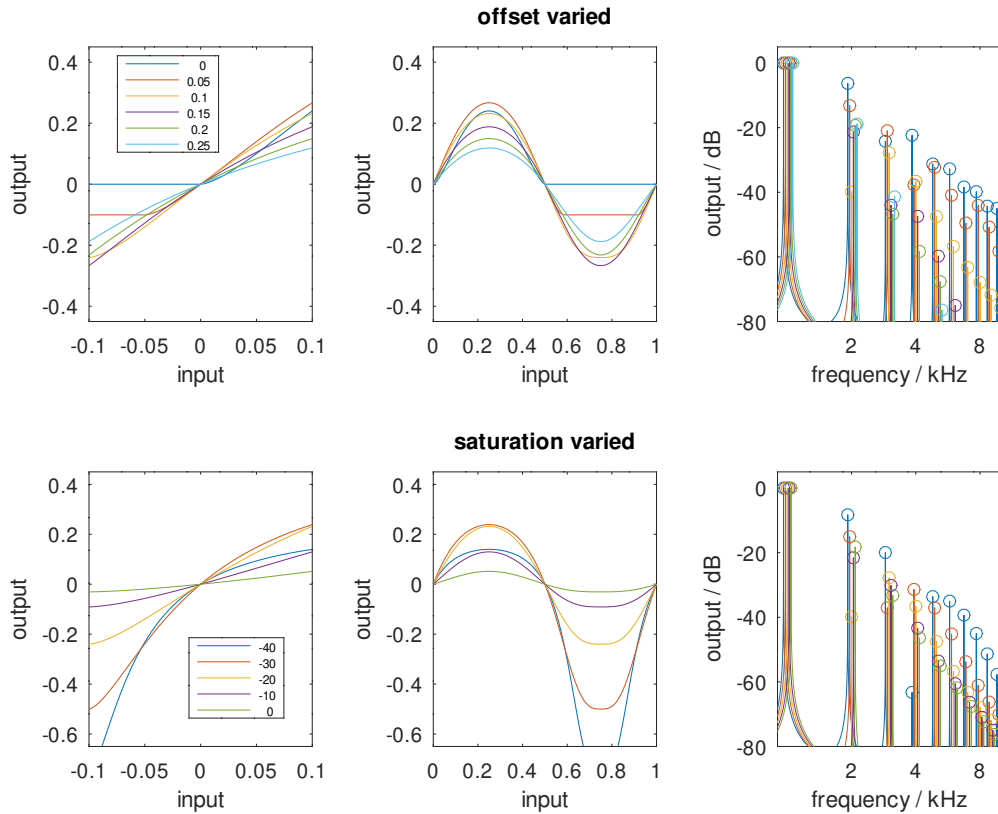 offset varied
output
0.4
0.2
0
-0.2
-0.4
0
0.05
0.1
0.15
0.2
0.25
-0.1 -0.05 0 0.05 0.1
input
output
0.4
0.2
0
-0.2
-0.4
0 0.2 0.4 0.6 0.8 1
input
output / dB
0
-20
-40
-60
-80
2 4 8
frequency / kHz
saturation varied
output
0.4
0.2
0
-0.2
-0.4
-0.6
-40
-30
-20
-10
0
-0.1 -0.05 0 0.05 0.1
input
output
0.4
0.2
0
-0.2
-0.4
-0.6
0 0.2 0.4 0.6 0.8 1
input
output / dB
0
-20
-40
-60
-80
2 4 8
frequency / kHz